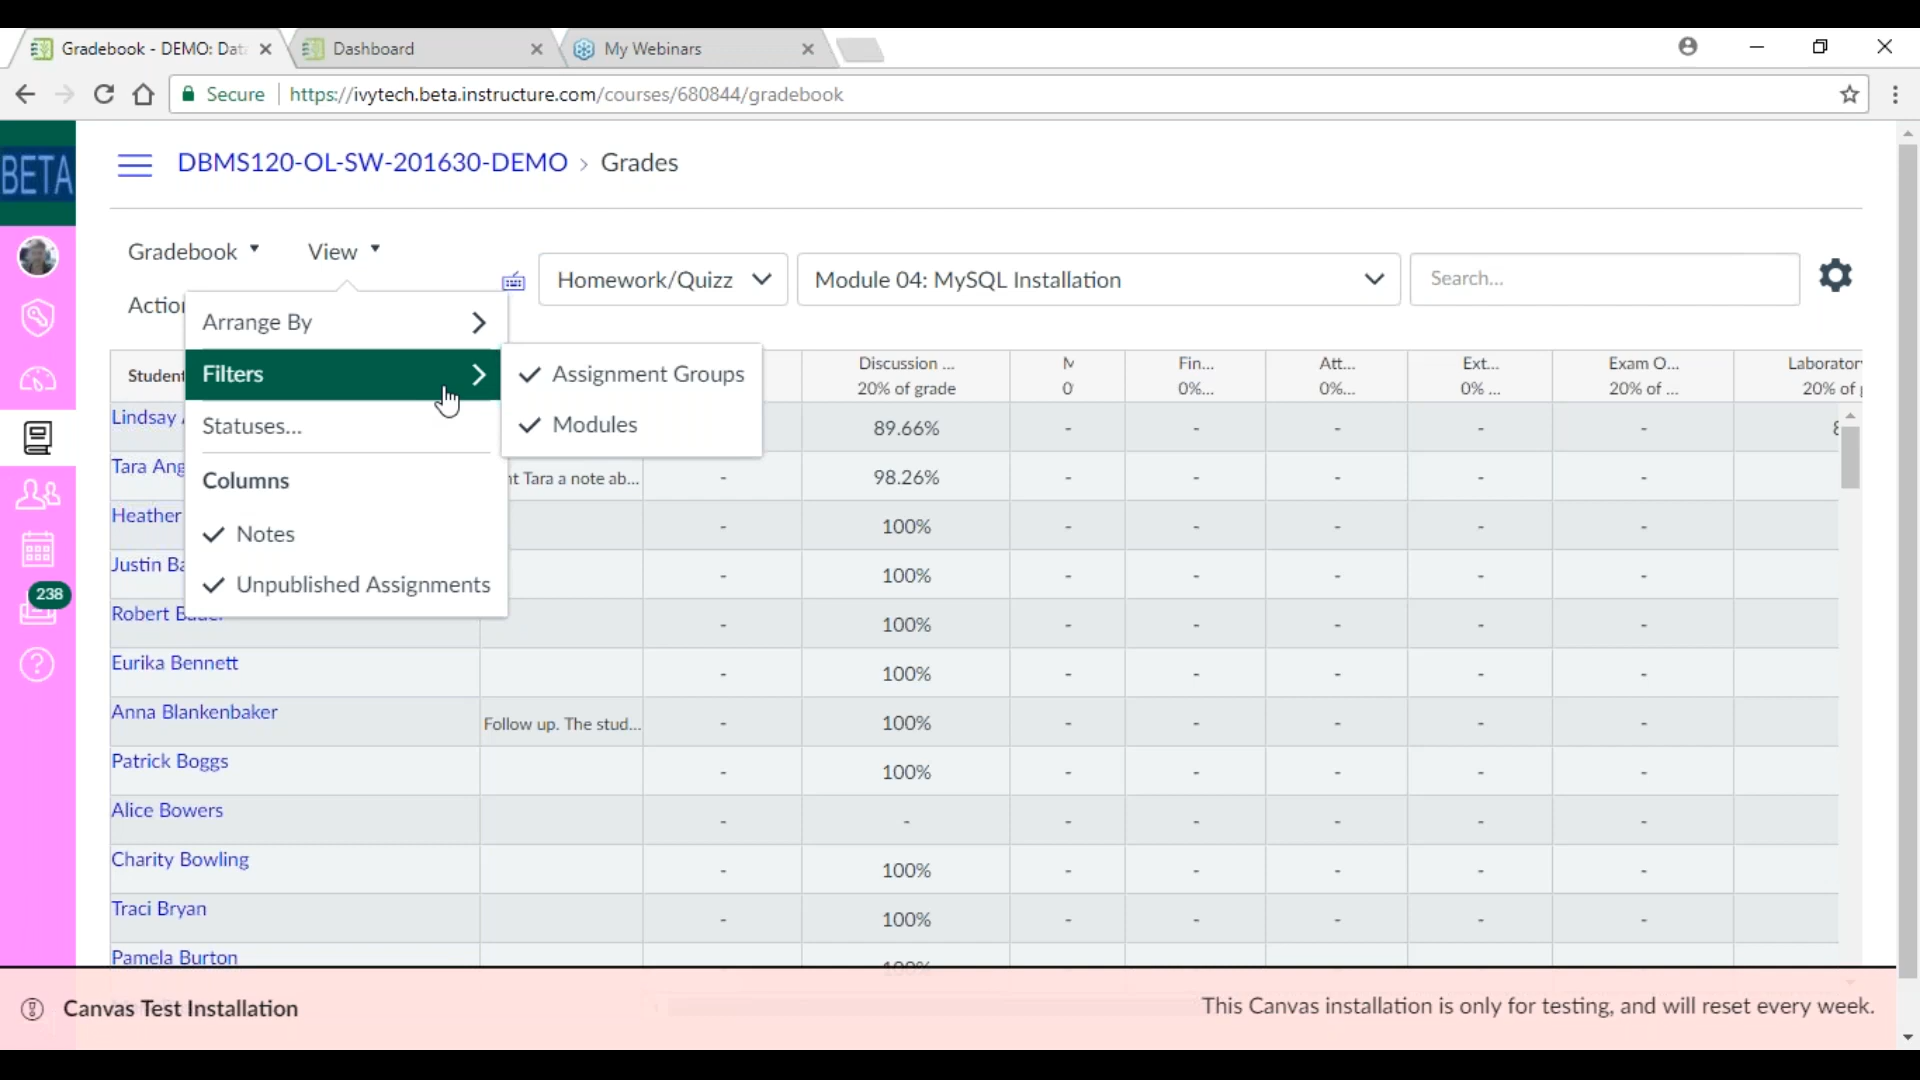 Gradebook - DEMO: Data
Dashboard
My Webinars
Secure
https://ivytech.beta.instructure.com/courses/680844/gradebook
BETA
DBMS120-OL-SW-201630-DEMO > Grades
Gradebook
View
Homework/Quizz
Module 04: MySQL Installation
Search...
Arrange By
Filters
Assignment Groups
Modules
Statuses...
Columns
Notes
Unpublished Assignments
Student
Discussion ...
20% of grade
Fin...
0%...
Att...
0%...
Ext...
0% ...
Exam O...
20% of ...
Laborator
20% of
Lindsay
89.66%
- - - - -
Tara Ang
Tara a note ab...
-
98.26%
- - - - -
Heather
-
100%
- - - - -
Justin Ba
-
100%
- - - - -
Robert
-
100%
- - - - -
238
Eurika Bennett
-
100%
- - - - -
Anna Blankenbaker
Follow up. The stud...
-
100%
- - - - -
Patrick Boggs
-
100%
- - - - -
Alice Bowers
-
-
- - - - -
Charity Bowling
-
100%
- - - - -
Traci Bryan
-
100%
- - - - -
Pamela Burton
Canvas Test Installation
This Canvas installation is only for testing, and will reset every week.